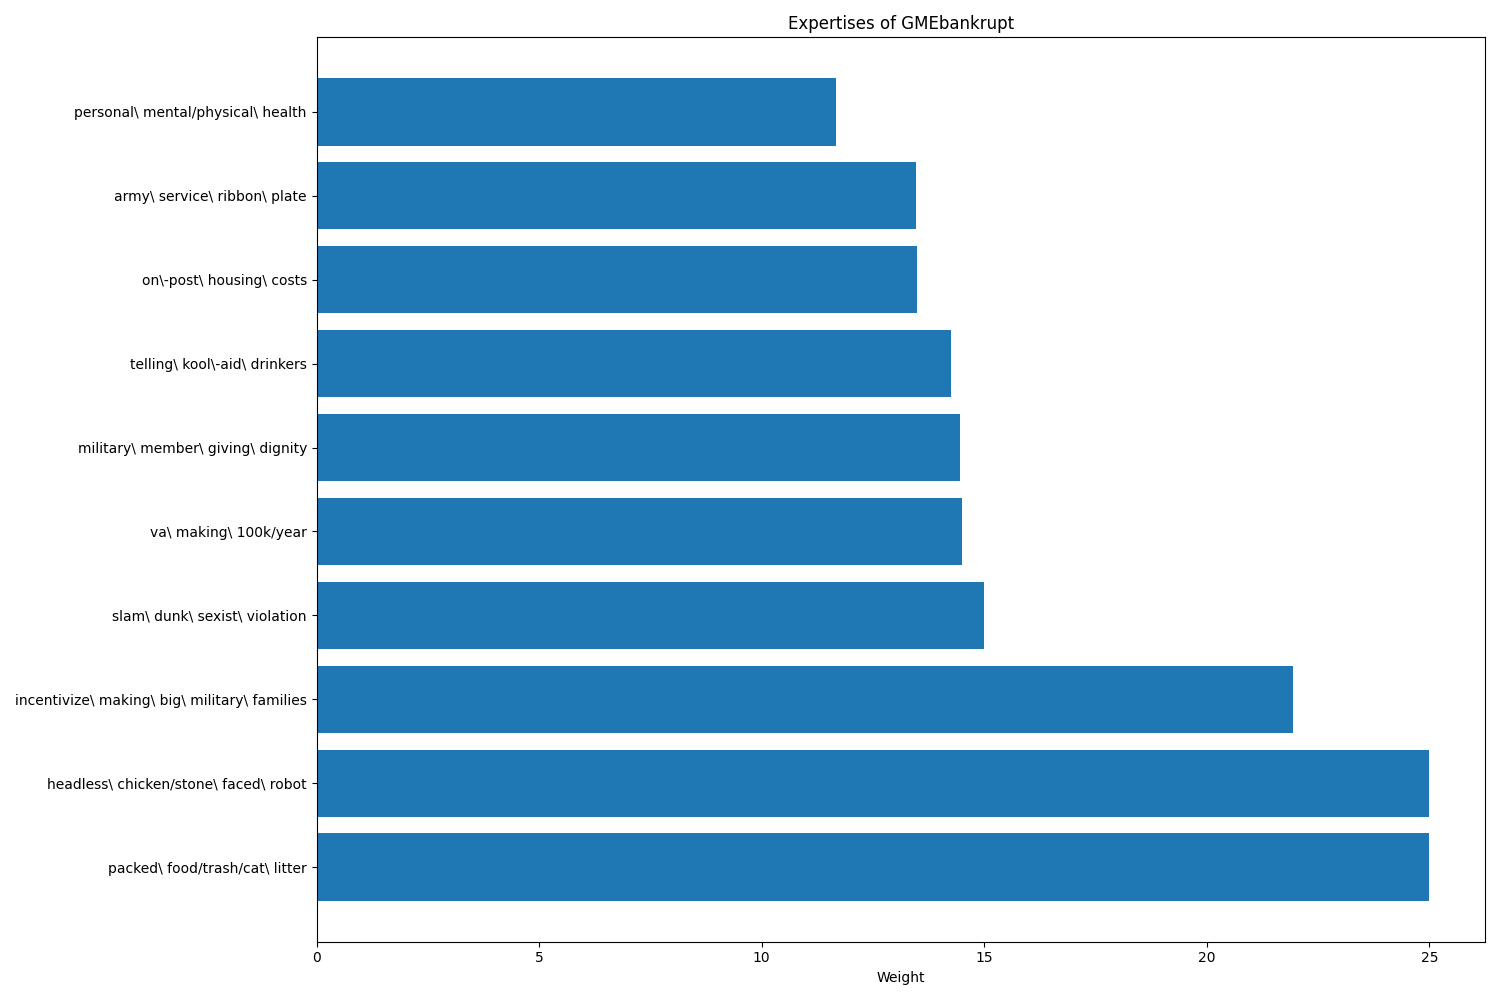 Expertises of GMEbankrupt
personal\ mental/physical\ health
army\ service\ ribbon\ plate
on\-post\ housing\ costs
telling\ kool\-aid\ drinkers
military\ member\ giving\ dignity
va\ making\ 100k/year
slam\ dunk\ sexist\ violation
incentivize\ making\ big\ military\ families
headless\ chicken/stone\ faced\ robot
packed\ food/trash/cat\ litter
0 5 10 15 20 25
Weight